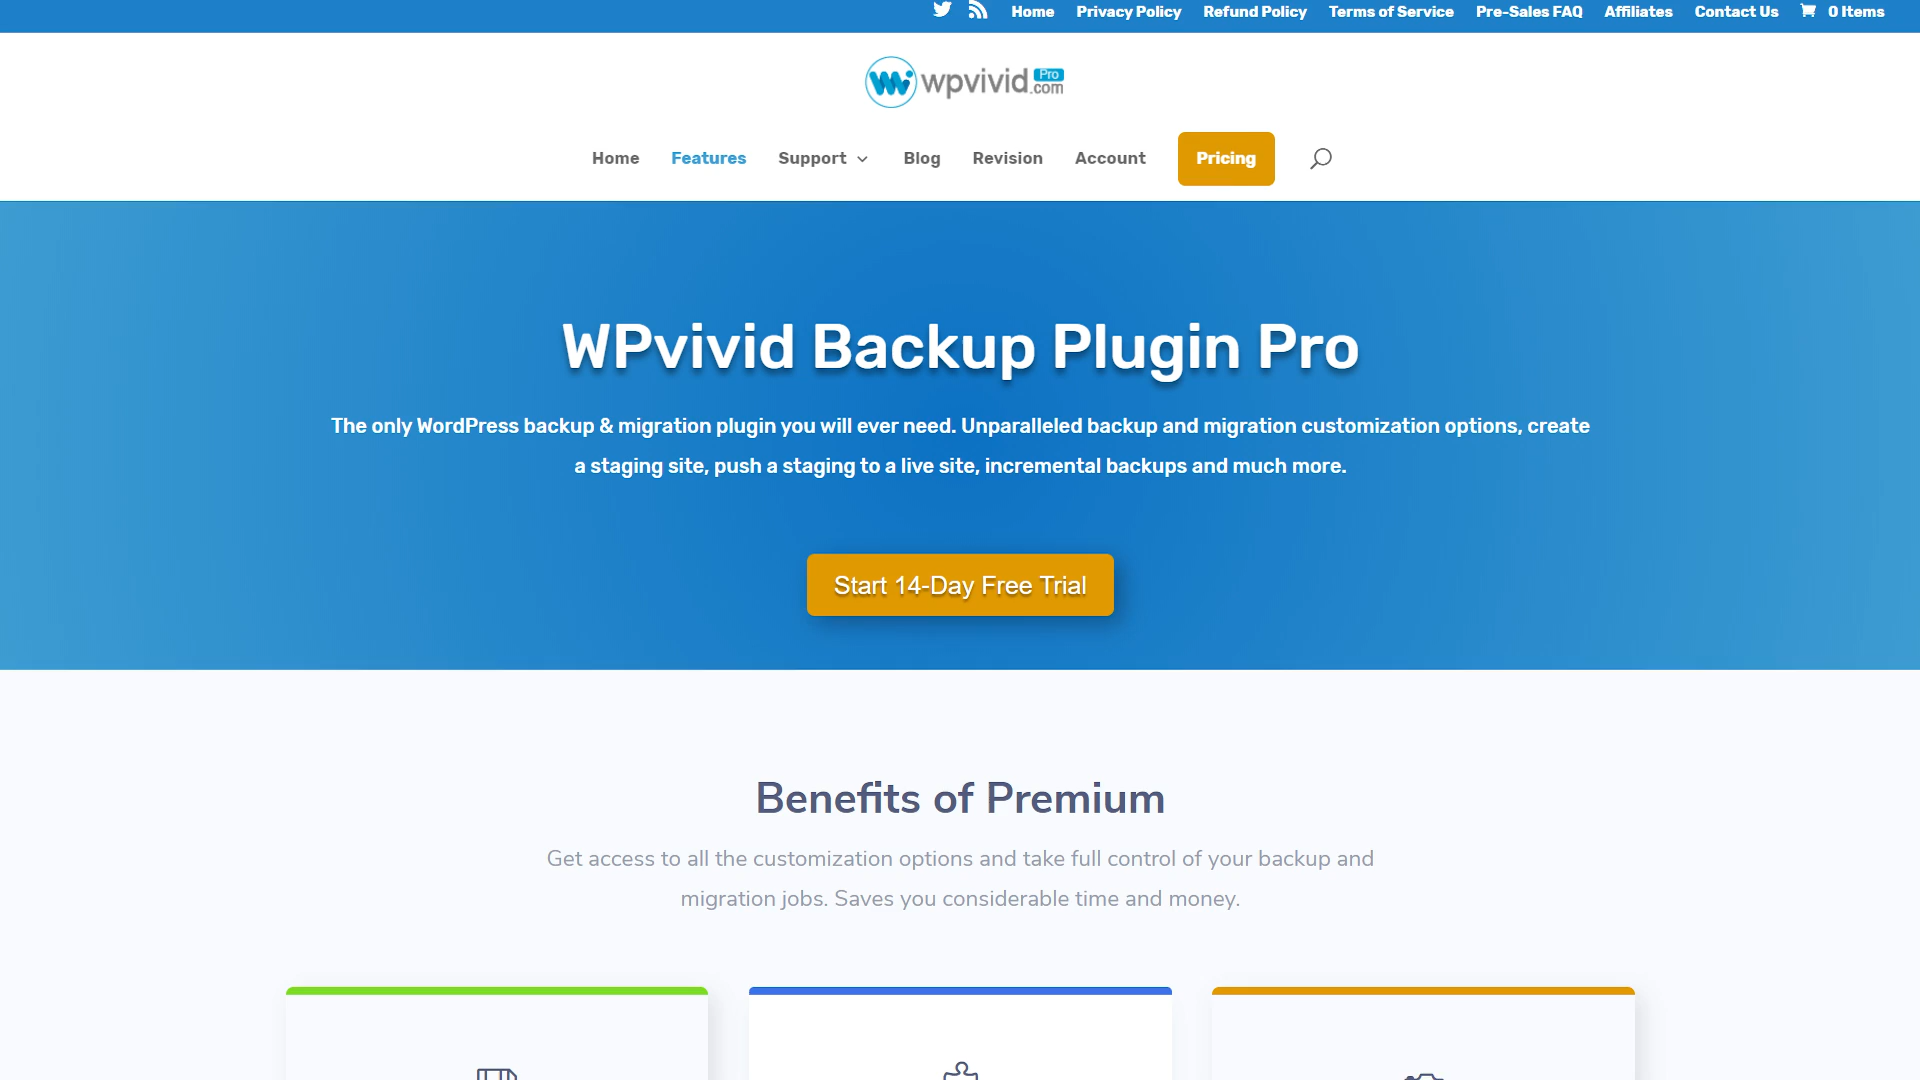 Home Privacy Policy Refund Policy Terms of Service Pre-Sales FAQ Affiliates Contact Us 0 Items
wpvivid.com Pro
Home Features Support Blog Revision Account Pricing
WPvivid Backup Plugin Pro
The only WordPress backup & migration plugin you will ever need. Unparalleled backup and migration customization options, create
a staging site, push a staging to a live site, incremental backups and much more.
Start 14-Day Free Trial
Benefits of Premium
Get access to all the customization options and take full control of your backup and
migration jobs. Saves you considerable time and money.